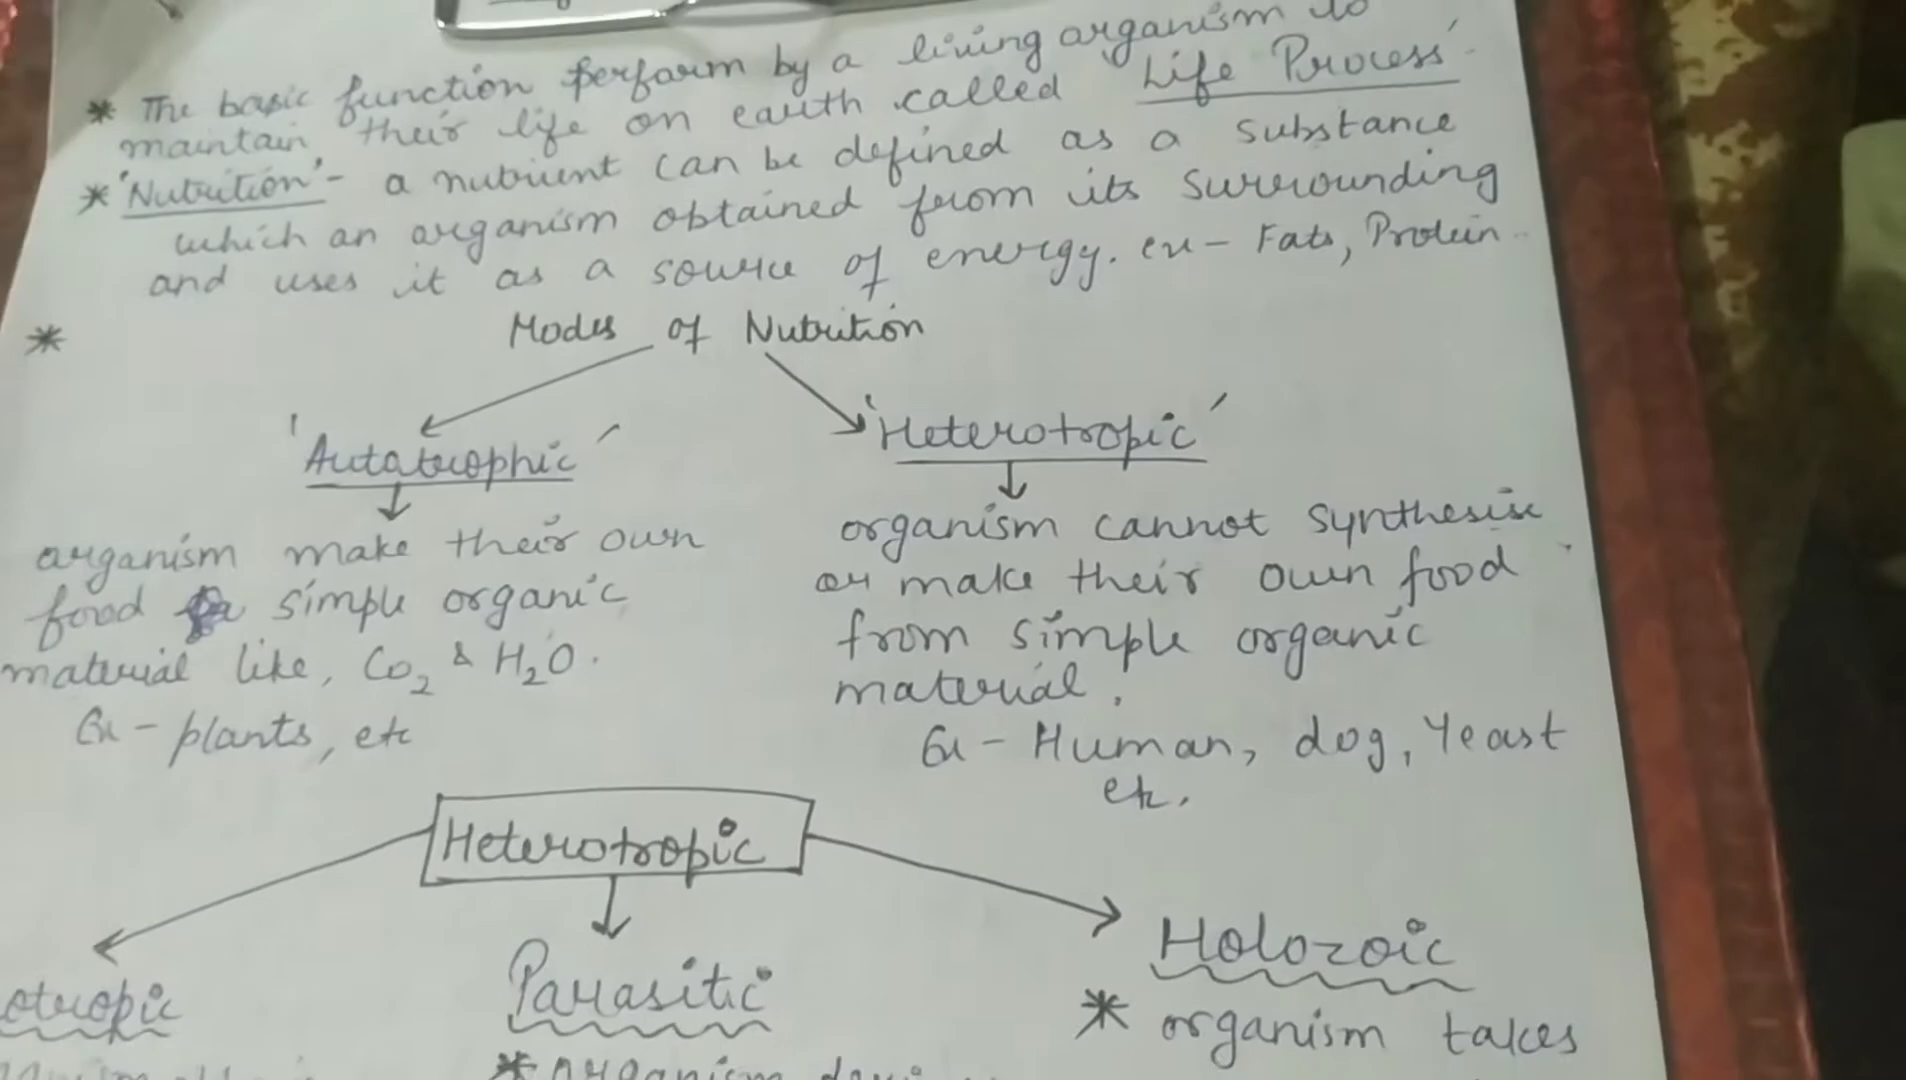 * The basic function perform by a living organism to
maintain their life on earth called 'Life Process'.
* 'Nutrition' - a nutrient can be defined as a substance
which an organism obtained from its surrounding
and uses it as a source of energy. ex - Fats, Protein..
* Modes of Nutrition
'Autotrophic' 'Heterotropic'
organism make their own
food simple organic
material like, Co2 & H2O.
Ex - plants, etc
organism cannot synthesise
or make their own food
from simple organic
material.
Ex - Human, dog, Yeast
etc.
Heterotropic
otropic Parasitic Holozoic
* organism takes
* organism